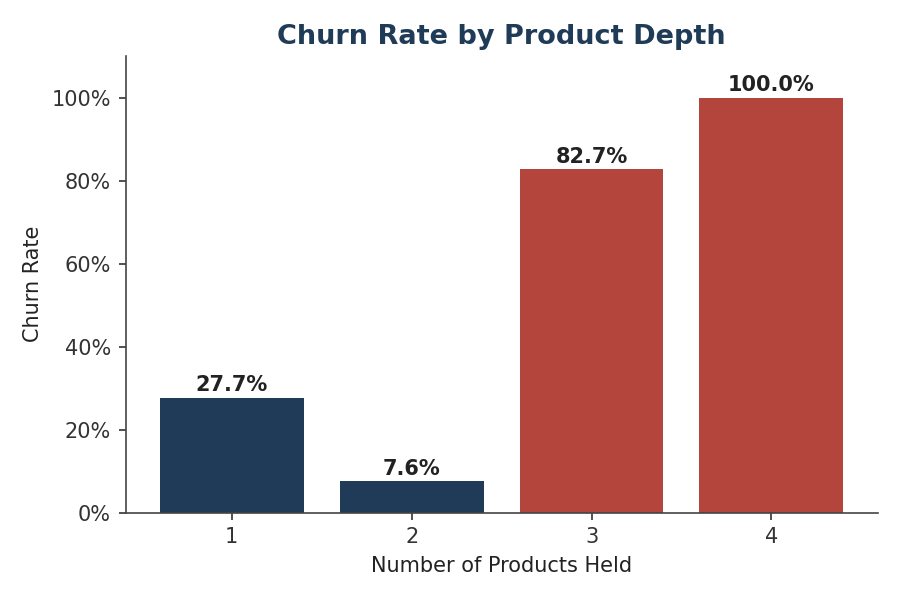 Churn Rate by Product Depth
100.0%
100%
82.7%
80%
60%
Churn Rate
40%
27.7%
20%
7.6%
0%
1 2 3 4
Number of Products Held